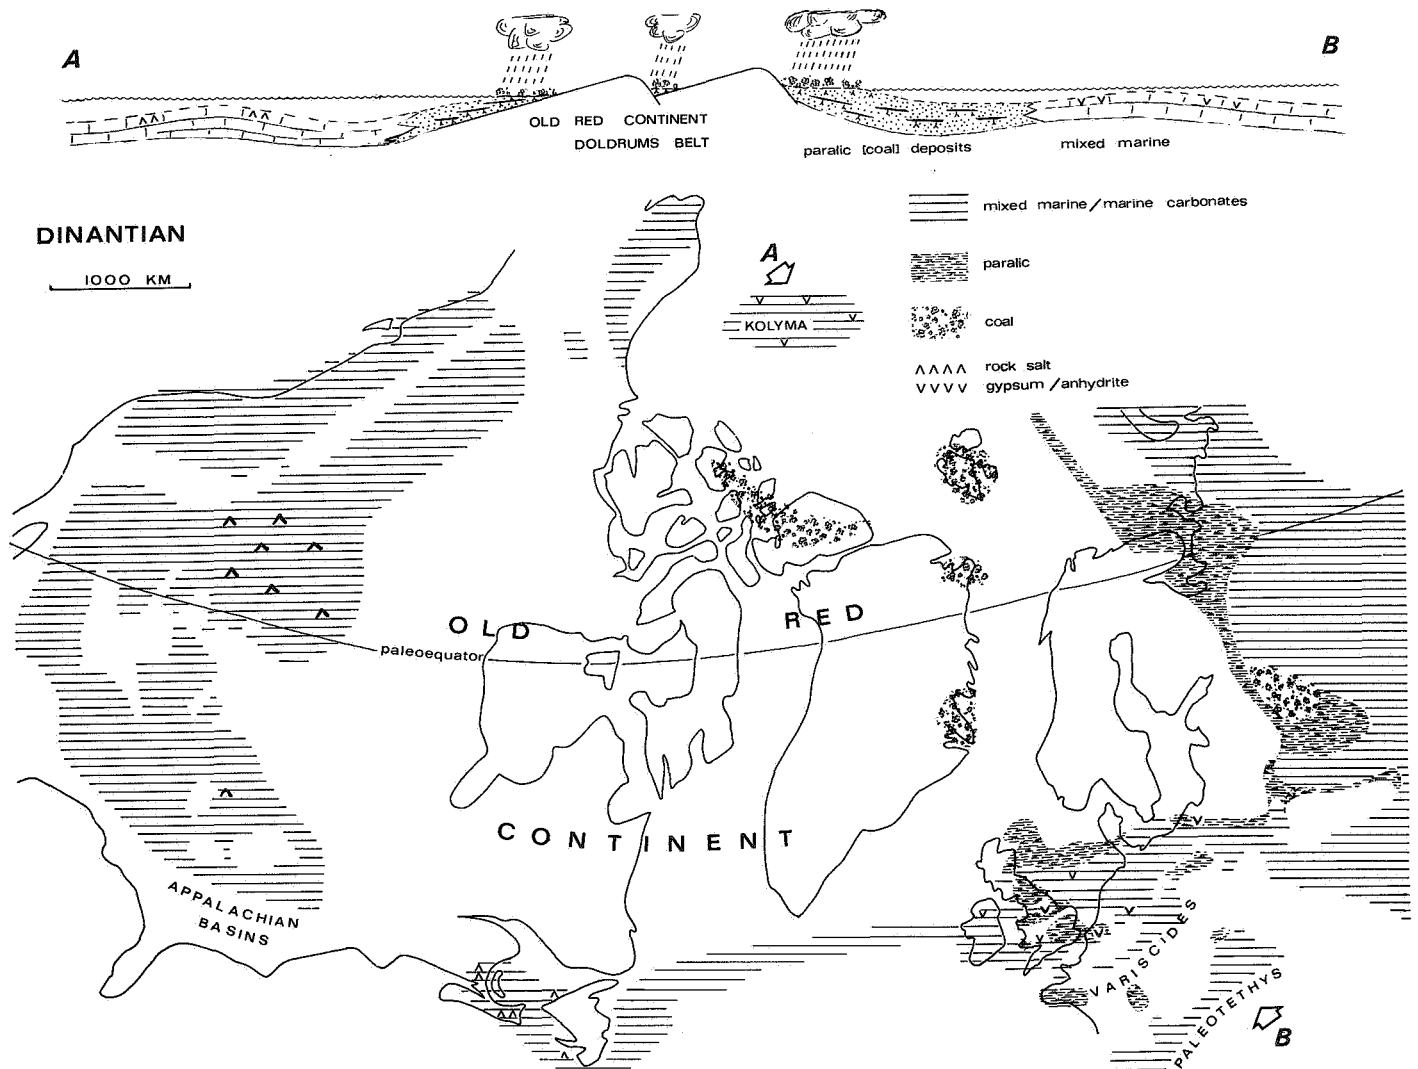 A
B
OLD RED CONTINENT
DOLDRUMS BELT
paralic [coal] deposits
mixed marine
DINANTIAN
1000 KM
mixed marine/marine carbonates
paralic
coal
rock salt
gypsum/anhydrite
A
KOLYMA
OLD
RED
paleoequator
CONTINENT
APPALACHIAN
BASINS
VARISCIDES
PALEOTETHYS
B